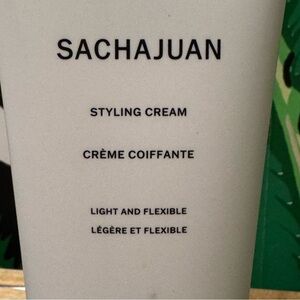 SACHAJUAN
STYLING CREAM
CRÈME COIFFANTE
LIGHT AND FLEXIBLE
LÉGÈRE ET FLEXIBLE